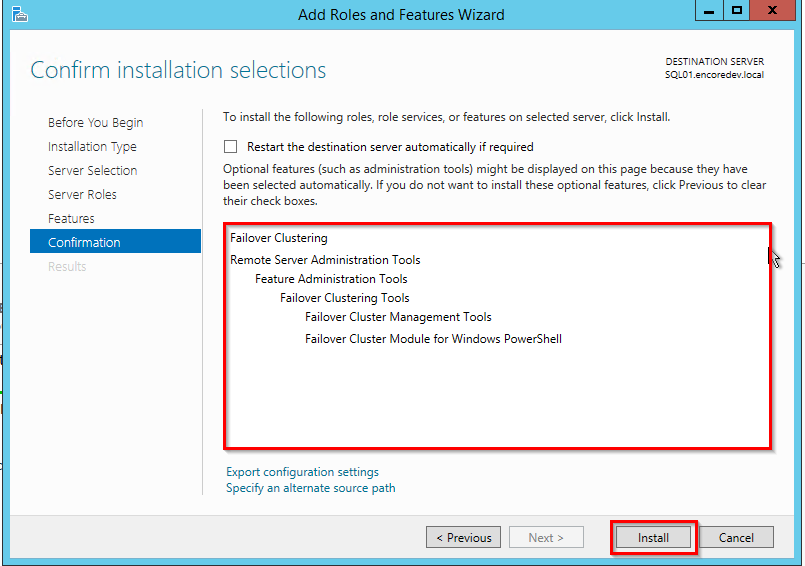 Add Roles and Features Wizard
Confirm installation selections
DESTINATION SERVER
SQL01.encoredev.local
Before You Begin
Installation Type
Server Selection
Server Roles
Features
Confirmation
Results
To install the following roles, role services, or features on selected server, click Install.
Restart the destination server automatically if required
Optional features (such as administration tools) might be displayed on this page because they have
been selected automatically. If you do not want to install these optional features, click Previous to clear
their check boxes.
Failover Clustering
Remote Server Administration Tools
Feature Administration Tools
Failover Clustering Tools
Failover Cluster Management Tools
Failover Cluster Module for Windows PowerShell
Export configuration settings
Specify an alternate source path
< Previous
Next >
Install
Cancel